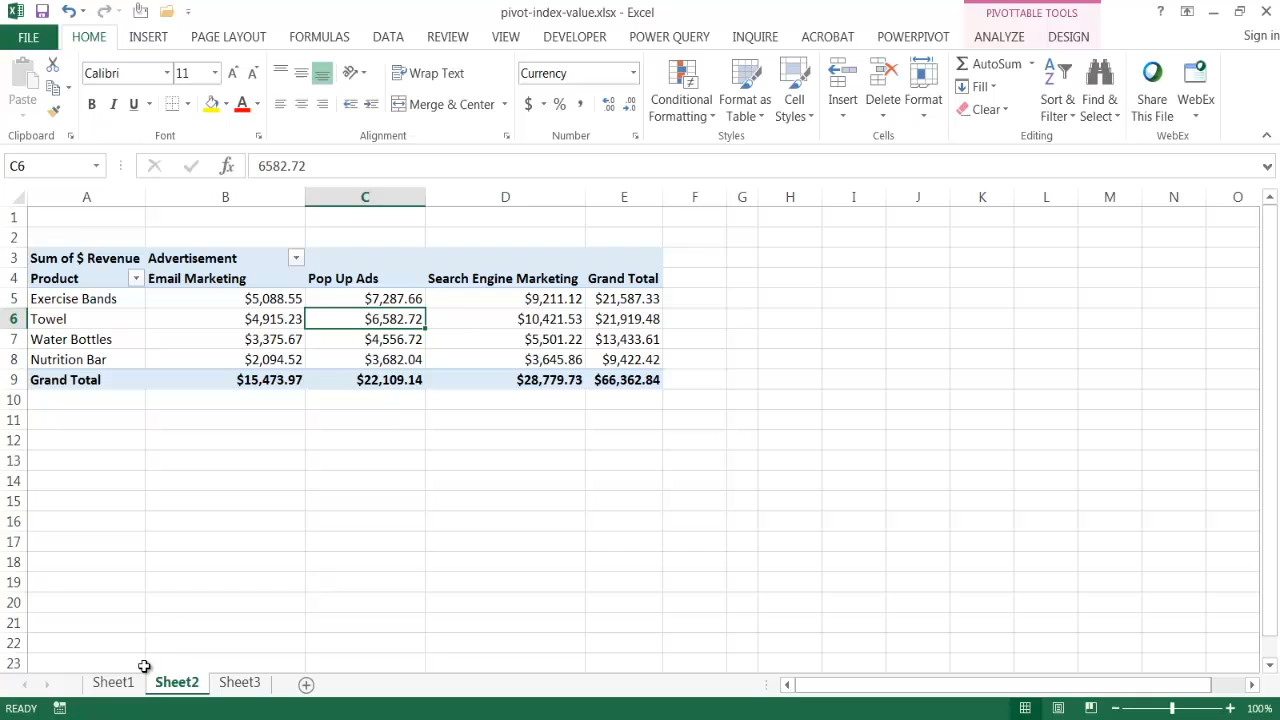 pivot-index-value.xlsx - Excel
PIVOTTABLE TOOLS
?
FILE HOME INSERT PAGE LAYOUT FORMULAS DATA REVIEW VIEW DEVELOPER POWER QUERY INQUIRE ACROBAT POWERPIVOT ANALYZE DESIGN Sign in
Paste
Calibri 11
B I U
Wrap Text
Merge & Center
Currency
$ % ,
Conditional Formatting
Format as Table
Cell Styles
Insert Delete Format
AutoSum
Fill
Clear
Sort & Filter
Find & Select
Share This File
WebEx
Clipboard Font Alignment Number Styles Cells Editing WebEx
C6 fx 6582.72
A B C D E F G H I J K L M N O
1
2
3 Sum of $ Revenue Advertisement
4 Product Email Marketing Pop Up Ads Search Engine Marketing Grand Total
5 Exercise Bands $5,088.55 $7,287.66 $9,211.12 $21,587.33
6 Towel $4,915.23 $6,582.72 $10,421.53 $21,919.48
7 Water Bottles $3,375.67 $4,556.72 $5,501.22 $13,433.61
8 Nutrition Bar $2,094.52 $3,682.04 $3,645.86 $9,422.42
9 Grand Total $15,473.97 $22,109.14 $28,779.73 $66,362.84
10
11
12
13
14
15
16
17
18
19
20
21
22
23
Sheet1 Sheet2 Sheet3
READY 100%